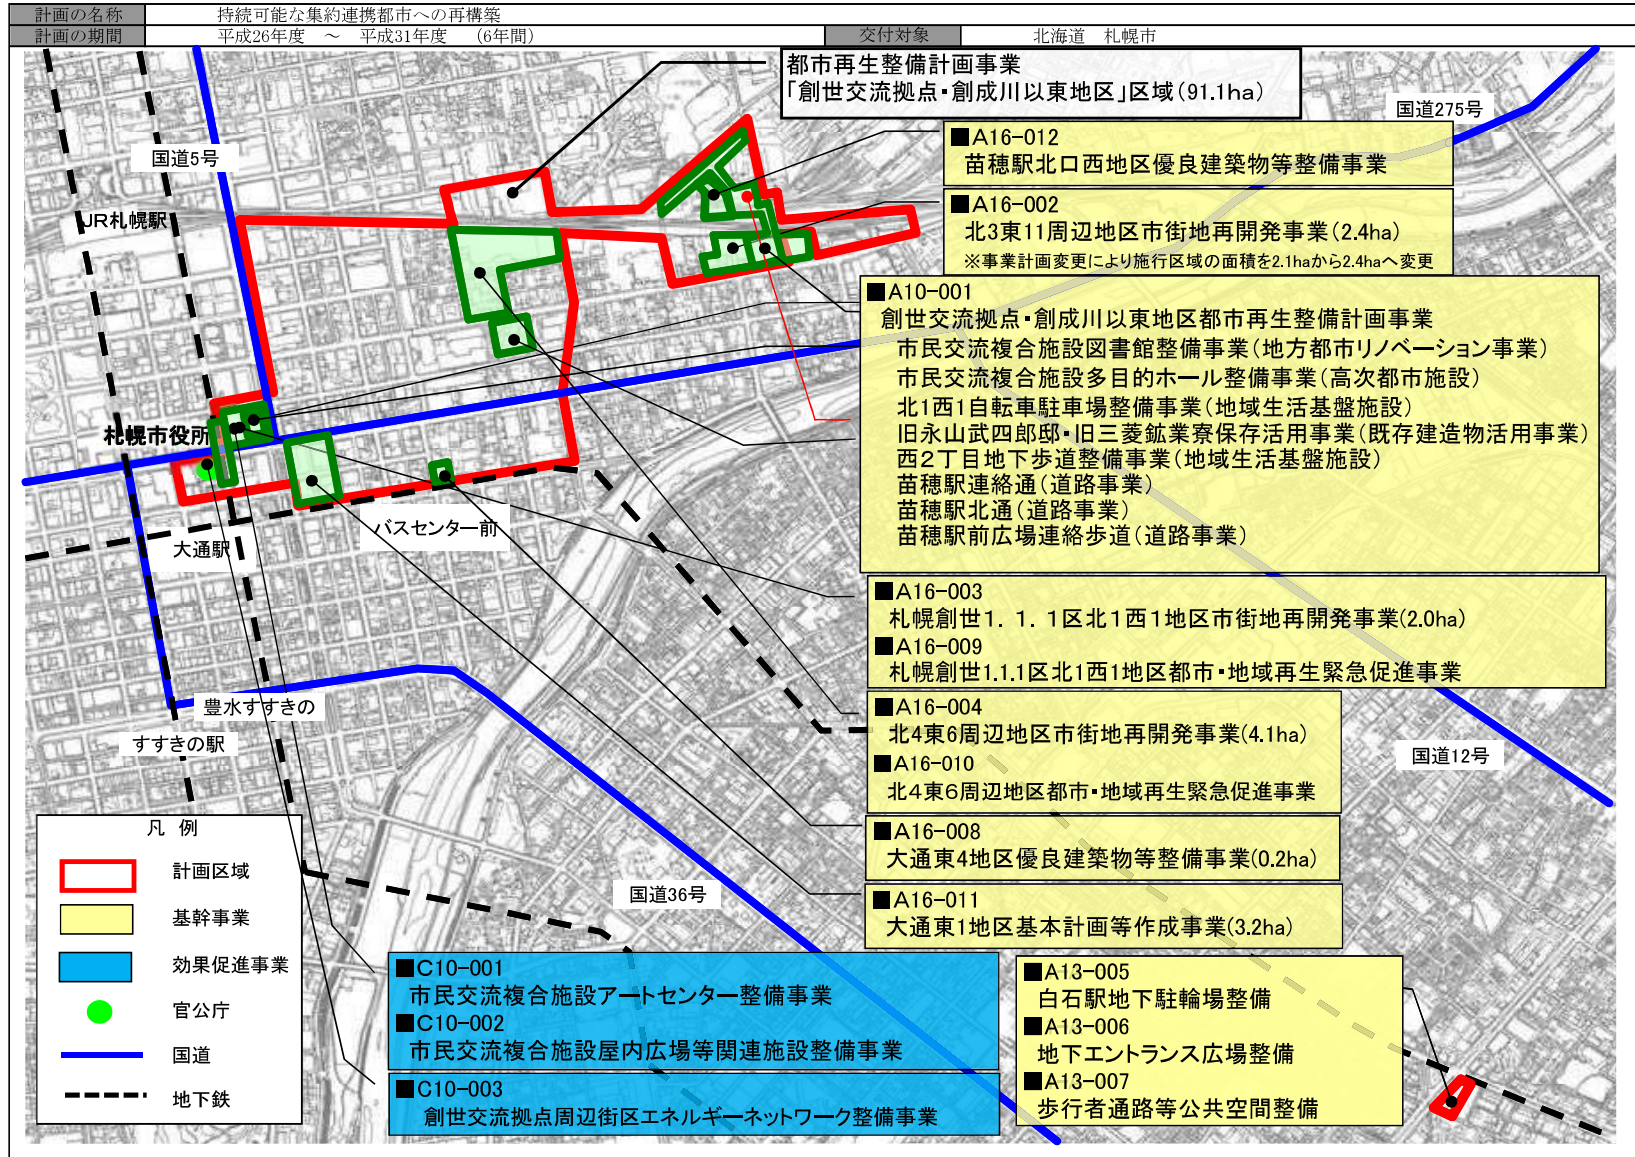 計画の名称 持続可能な集約連携都市への再構築
計画の期間 平成26年度 ～ 平成31年度 （6年間） 交付対象 北海道 札幌市
都市再生整備計画事業
「創世交流拠点・創成川以東地区」区域(91.1ha)
国道275号
国道5号
JR札幌駅
■A16-012
苗穂駅北口西地区優良建築物等整備事業
■A16-002
北3東11周辺地区市街地再開発事業(2.4ha)
※事業計画変更により施行区域の面積を2.1haから2.4haへ変更
■A10-001
創世交流拠点・創成川以東地区都市再生整備計画事業
市民交流複合施設図書館整備事業(地方都市リノベーション事業)
市民交流複合施設多目的ホール整備事業(高次都市施設)
北1西1自転車駐車場整備事業(地域生活基盤施設)
旧永山武四郎邸・旧三菱鉱業寮保存活用事業(既存建造物活用事業)
西2丁目地下歩道整備事業(地域生活基盤施設)
苗穂駅連絡通(道路事業)
苗穂駅北通(道路事業)
苗穂駅前広場連絡歩道(道路事業)
札幌市役所
バスセンター前
大通駅
■A16-003
札幌創世1．1．1区北1西1地区市街地再開発事業(2.0ha)
■A16-009
札幌創世1.1.1区北1西1地区都市・地域再生緊急促進事業
■A16-004
北4東6周辺地区市街地再開発事業(4.1ha)
■A16-010
北4東6周辺地区都市・地域再生緊急促進事業
豊水すすきの
すすきの駅
国道12号
■A16-008
大通東4地区優良建築物等整備事業(0.2ha)
■A16-011
大通東1地区基本計画等作成事業(3.2ha)
国道36号
凡 例
計画区域
基幹事業
効果促進事業
官公庁
国道
地下鉄
■C10-001
市民交流複合施設アートセンター整備事業
■C10-002
市民交流複合施設屋内広場等関連施設整備事業
■C10-003
創世交流拠点周辺街区エネルギーネットワーク整備事業
■A13-005
白石駅地下駐輪場整備
■A13-006
地下エントランス広場整備
■A13-007
歩行者通路等公共空間整備